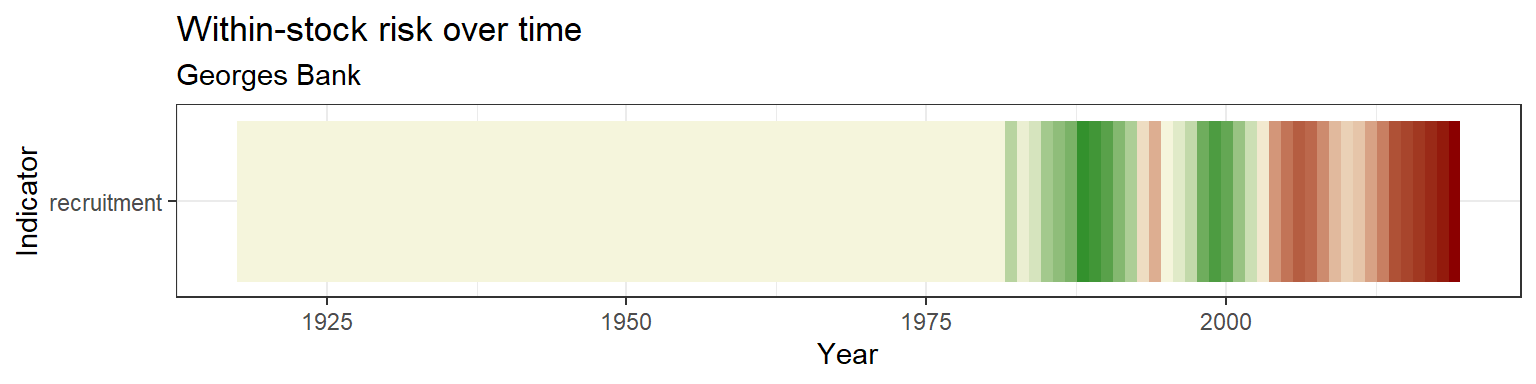 Within-stock risk over time
Georges Bank
Indicator
recruitment
1925 1950 1975 2000
Year